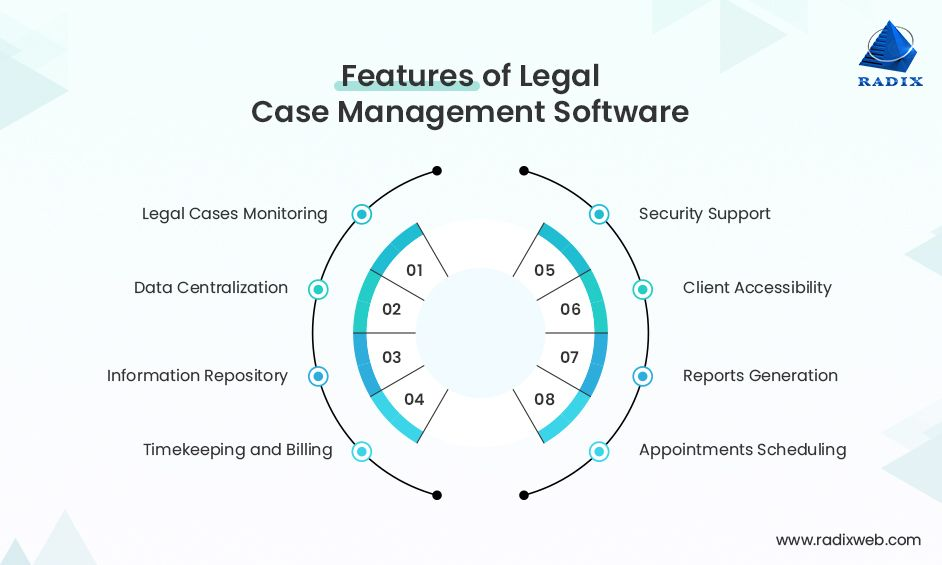 RADIX
Features of Legal
Case Management Software
Legal Cases Monitoring
Data Centralization
Information Repository
Timekeeping and Billing
01
02
03
04
05
06
07
08
Security Support
Client Accessibility
Reports Generation
Appointments Scheduling
www.radixweb.com